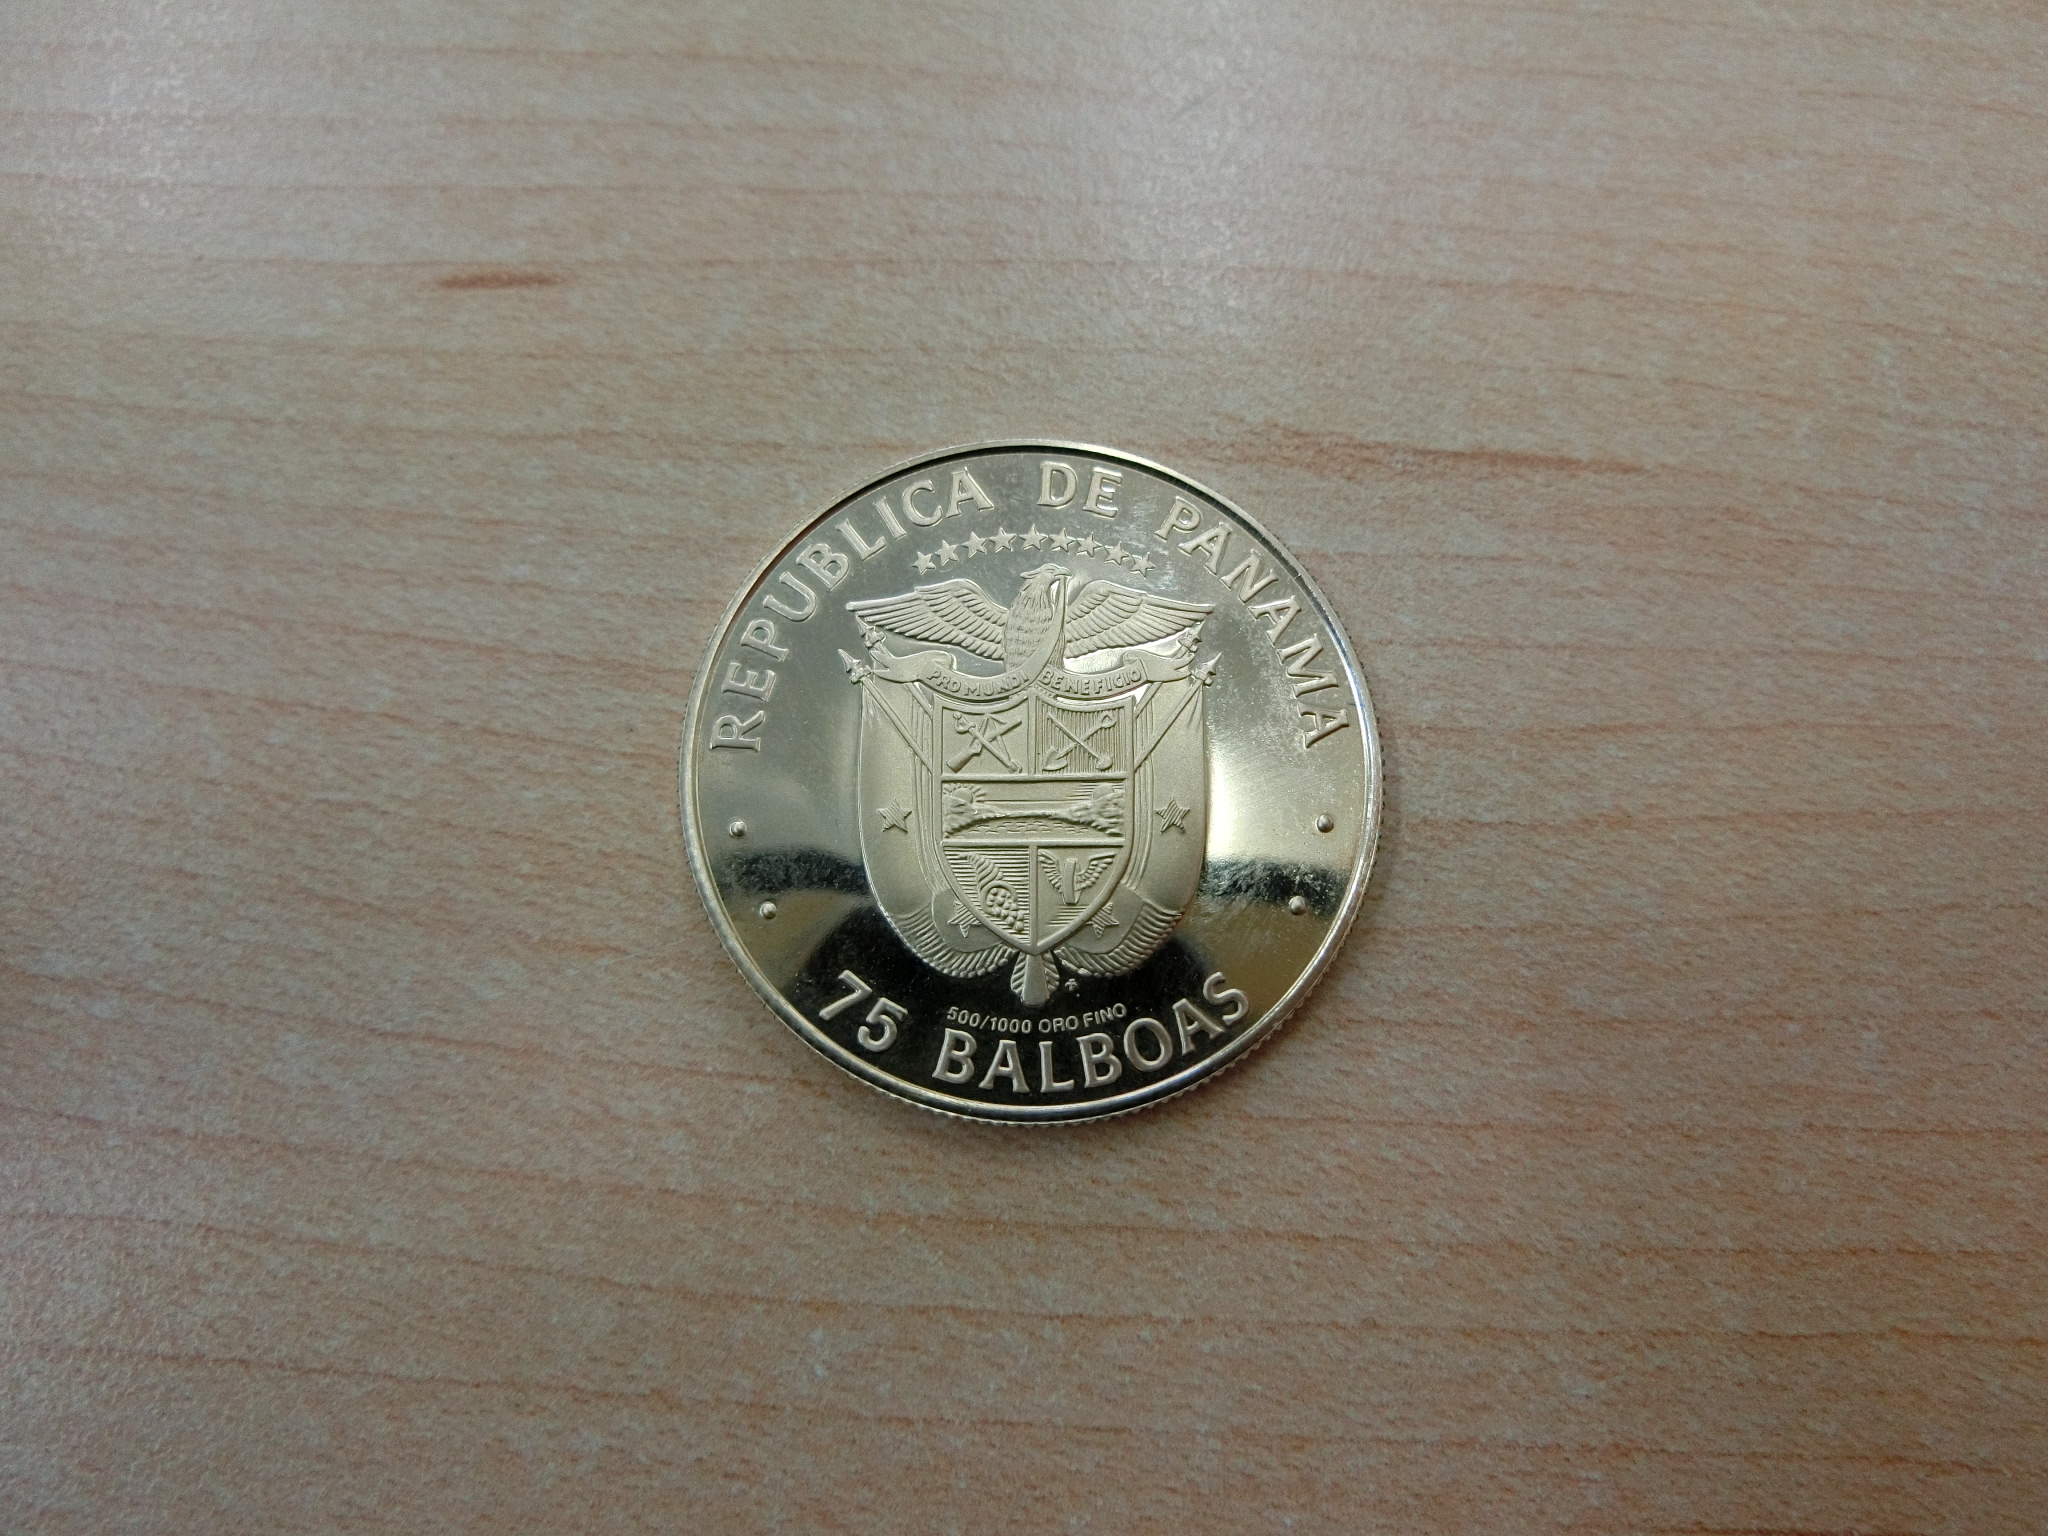 REPUBLICA DE PANAMA
PRO MUNDI BENEFICIO
500/1000 ORO FINO
75 BALBOAS